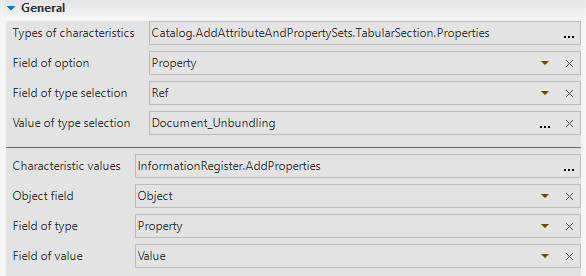 General
Types of characteristics Catalog.AddAttributeAndPropertySets.TabularSection.Properties ...
Field of option Property
Field of type selection Ref
Value of type selection Document_Unbundling ...
Characteristic values InformationRegister.AddProperties ...
Object field Object
Field of type Property
Field of value Value